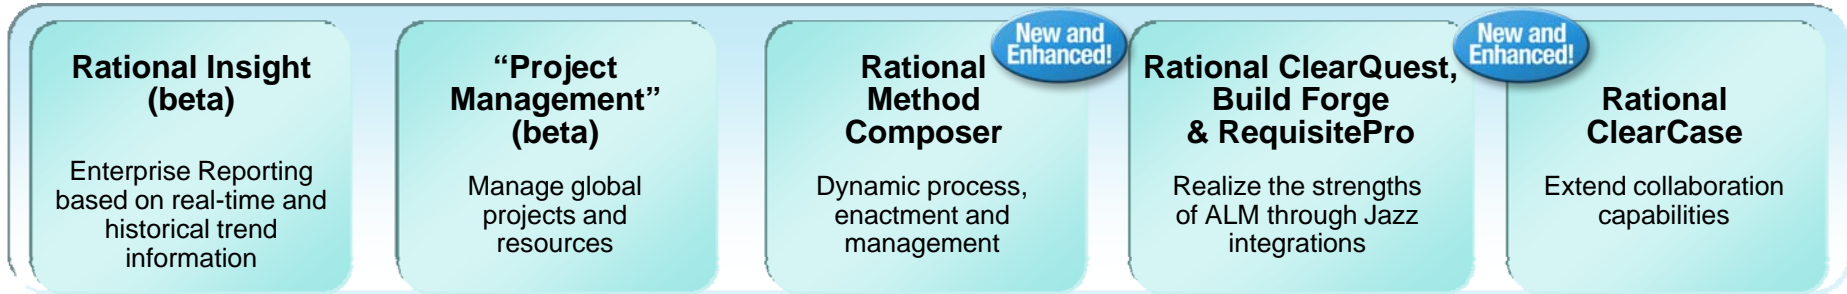 Rational Insight
(beta)
Enterprise Reporting
based on real-time and
historical trend
information
“Project
Management”
(beta)
Manage global
projects and
resources
New and
Enhanced!
Rational
Method
Composer
Dynamic process,
enactment and
management
New and
Enhanced!
Rational ClearQuest,
Build Forge
& RequisitePro
Realize the strengths
of ALM through Jazz
integrations
Rational
ClearCase
Extend collaboration
capabilities